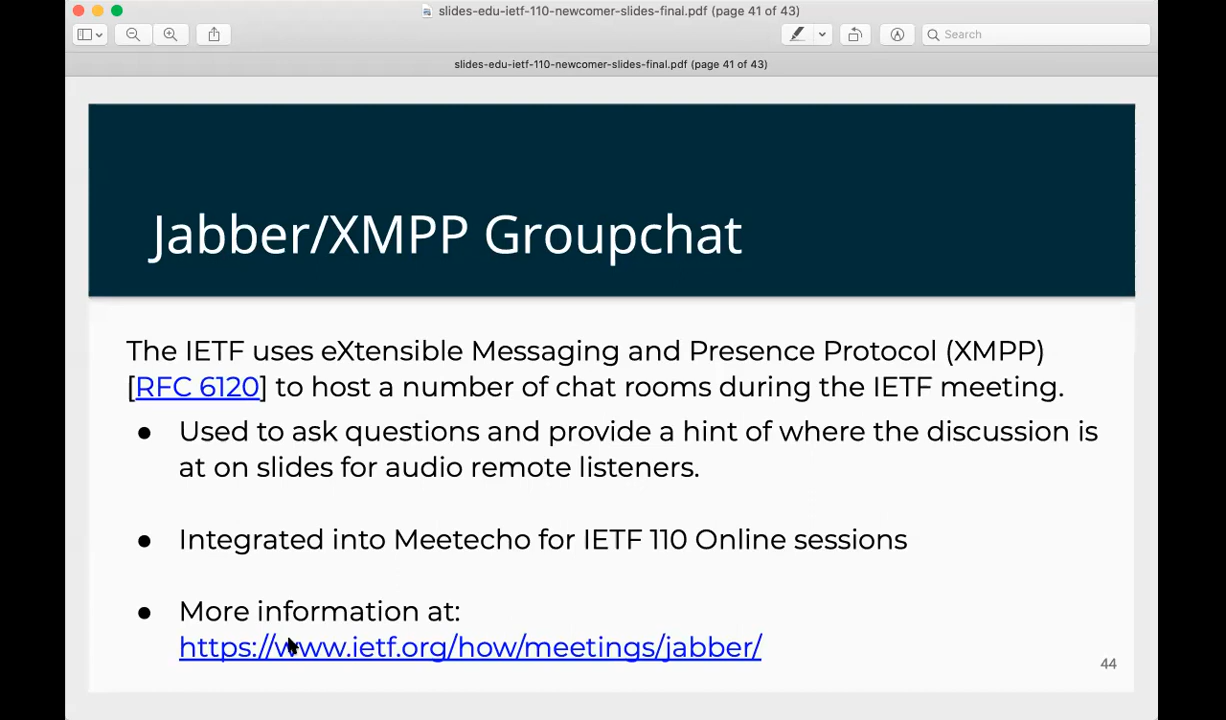 slides-edu-ietf-110-newcomer-slides-final.pdf (page 41 of 43)
Search
slides-edu-ietf-110-newcomer-slides-final.pdf (page 41 of 43)
Jabber/XMPP Groupchat
The IETF uses eXtensible Messaging and Presence Protocol (XMPP)
[RFC 6120] to host a number of chat rooms during the IETF meeting.
● Used to ask questions and provide a hint of where the discussion is
at on slides for audio remote listeners.
● Integrated into Meetecho for IETF 110 Online sessions
● More information at:
https://www.ietf.org/how/meetings/jabber/
44